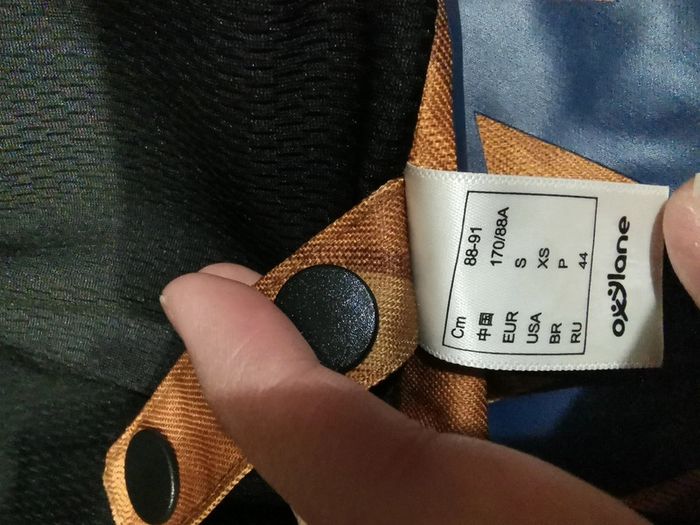 Cm 88-91
中国 170/88A
EUR S
USA XS
BR P
RU 44
oxylane